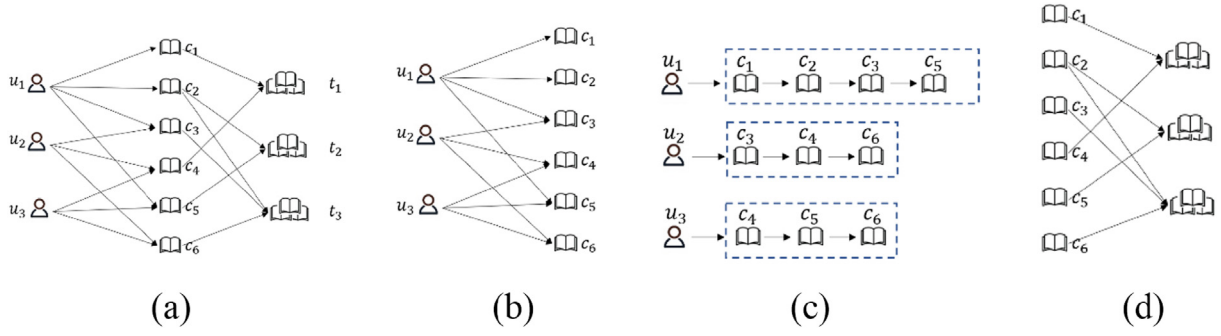 u1
u2
u3
c1
c2
c3
c4
c5
c6
t1
t2
t3
(a)
u1
u2
u3
c1
c2
c3
c4
c5
c6
(b)
u1
c1 c2 c3 c5
u2
c3 c4 c6
u3
c4 c5 c6
(c)
c1
c2
c3
c4
c5
c6
(d)